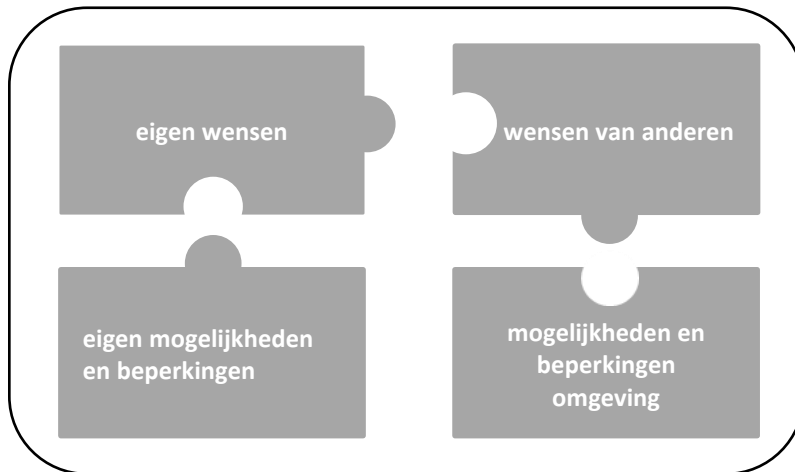 eigen wensen
wensen van anderen
eigen mogelijkheden
en beperkingen
mogelijkheden en
beperkingen
omgeving